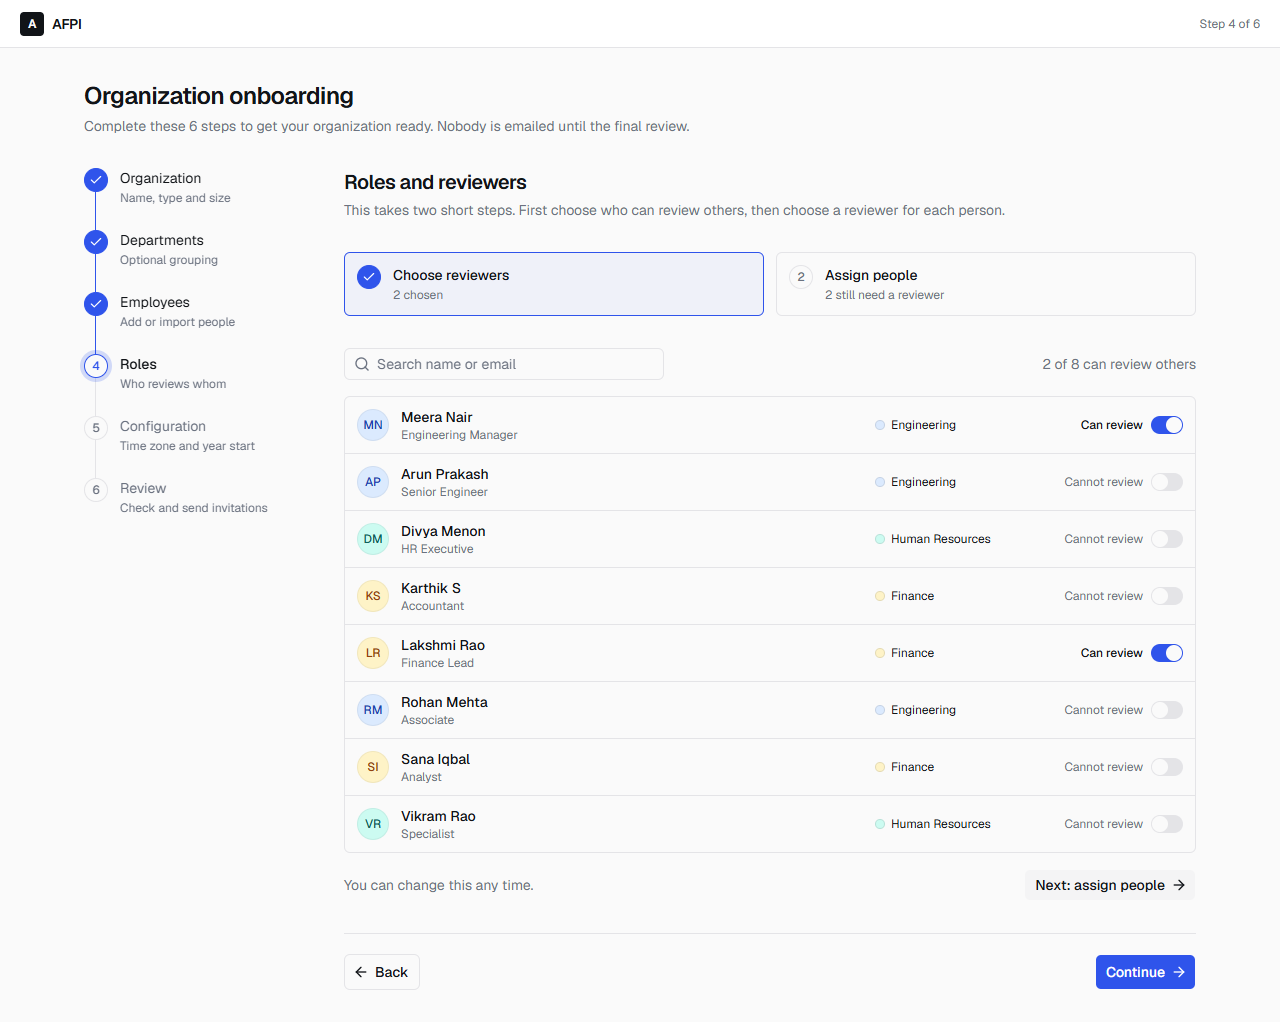 A AFPI
Step 4 of 6
Organization onboarding
Complete these 6 steps to get your organization ready. Nobody is emailed until the final review.
Organization
Name, type and size
Departments
Optional grouping
Employees
Add or import people
4 Roles
Who reviews whom
5 Configuration
Time zone and year start
6 Review
Check and send invitations
Roles and reviewers
This takes two short steps. First choose who can review others, then choose a reviewer for each person.
Choose reviewers
2 chosen
2 Assign people
2 still need a reviewer
Search name or email
2 of 8 can review others
MN Meera Nair
Engineering Manager
Engineering
Can review
AP Arun Prakash
Senior Engineer
Engineering
Cannot review
DM Divya Menon
HR Executive
Human Resources
Cannot review
KS Karthik S
Accountant
Finance
Cannot review
LR Lakshmi Rao
Finance Lead
Finance
Can review
RM Rohan Mehta
Associate
Engineering
Cannot review
SI Sana Iqbal
Analyst
Finance
Cannot review
VR Vikram Rao
Specialist
Human Resources
Cannot review
You can change this any time.
Next: assign people
Back
Continue